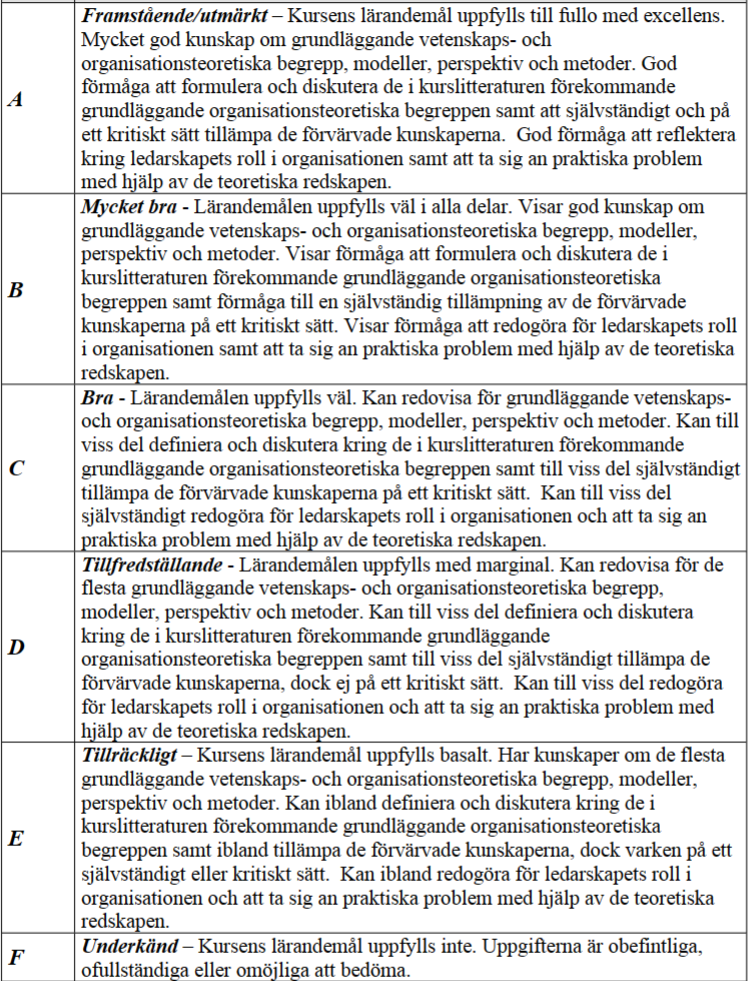 Framstående/utmärkt – Kursens lärandemål uppfylls till fullo med excellens.
Mycket god kunskap om grundläggande vetenskaps- och
organisationsteoretiska begrepp, modeller, perspektiv och metoder. God
förmåga att formulera och diskutera de i kurslitteraturen förekommande
A
grundläggande organisationsteoretiska begreppen samt att självständigt och på
ett kritiskt sätt tillämpa de förvärvade kunskaperna.  God förmåga att reflektera
kring ledarskapets roll i organisationen samt att ta sig an praktiska problem
med hjälp av de teoretiska redskapen.
Mycket bra - Lärandemålen uppfylls väl i alla delar. Visar god kunskap om
grundläggande vetenskaps- och organisationsteoretiska begrepp, modeller,
perspektiv och metoder. Visar förmåga att formulera och diskutera de i
kurslitteraturen förekommande grundläggande organisationsteoretiska
B
begreppen samt förmåga till en självständig tillämpning av de förvärvade
kunskaperna på ett kritiskt sätt. Visar förmåga att redogöra för ledarskapets roll
i organisationen samt att ta sig an praktiska problem med hjälp av de teoretiska
redskapen.
Bra - Lärandemålen uppfylls väl. Kan redovisa för grundläggande vetenskaps-
och organisationsteoretiska begrepp, modeller, perspektiv och metoder. Kan till
viss del definiera och diskutera kring de i kurslitteraturen förekommande
C
grundläggande organisationsteoretiska begreppen samt till viss del självständigt
tillämpa de förvärvade kunskaperna på ett kritiskt sätt.  Kan till viss del
självständigt redogöra för ledarskapets roll i organisationen och att ta sig an
praktiska problem med hjälp av de teoretiska redskapen.
Tillfredställande - Lärandemålen uppfylls med marginal. Kan redovisa för de
flesta grundläggande vetenskaps- och organisationsteoretiska begrepp,
modeller, perspektiv och metoder. Kan till viss del definiera och diskutera
kring de i kurslitteraturen förekommande grundläggande
D
organisationsteoretiska begreppen samt till viss del självständigt tillämpa de
förvärvade kunskaperna, dock ej på ett kritiskt sätt.  Kan till viss del redogöra
för ledarskapets roll i organisationen och att ta sig an praktiska problem med
hjälp av de teoretiska redskapen.
Tillräckligt – Kursens lärandemål uppfylls basalt. Har kunskaper om de flesta
grundläggande vetenskaps- och organisationsteoretiska begrepp, modeller,
perspektiv och metoder. Kan ibland definiera och diskutera kring de i
kurslitteraturen förekommande grundläggande organisationsteoretiska
E
begreppen samt ibland tillämpa de förvärvade kunskaperna, dock varken på ett
självständigt eller kritiskt sätt.  Kan ibland redogöra för ledarskapets roll i
organisationen och att ta sig an praktiska problem med hjälp av de teoretiska
redskapen.
F
Underkänd – Kursens lärandemål uppfylls inte. Uppgifterna är obefintliga,
ofullständiga eller omöjliga att bedöma.